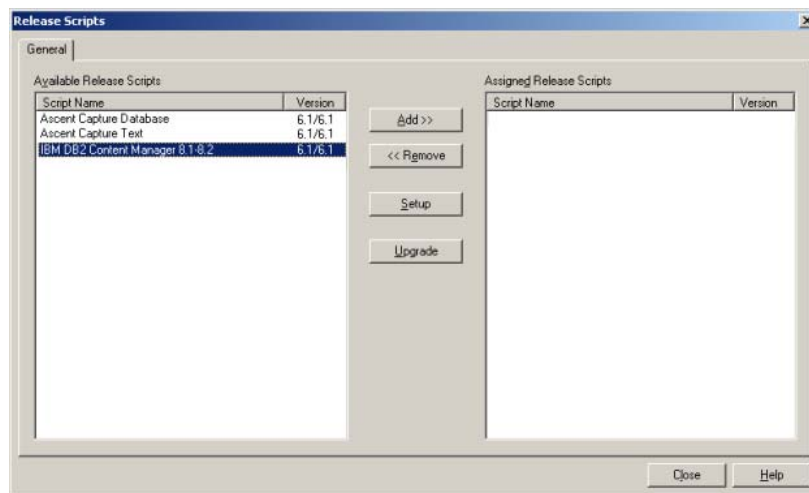 Release Scripts
General
Available Release Scripts
Script Name Version
Ascent Capture Database 6.1/6.1
Ascent Capture Text 6.1/6.1
IBM DB2 Content Manager 8.1-8.2 6.1/6.1
Add >>
<< Remove
Setup
Upgrade
Assigned Release Scripts
Script Name Version
Close Help